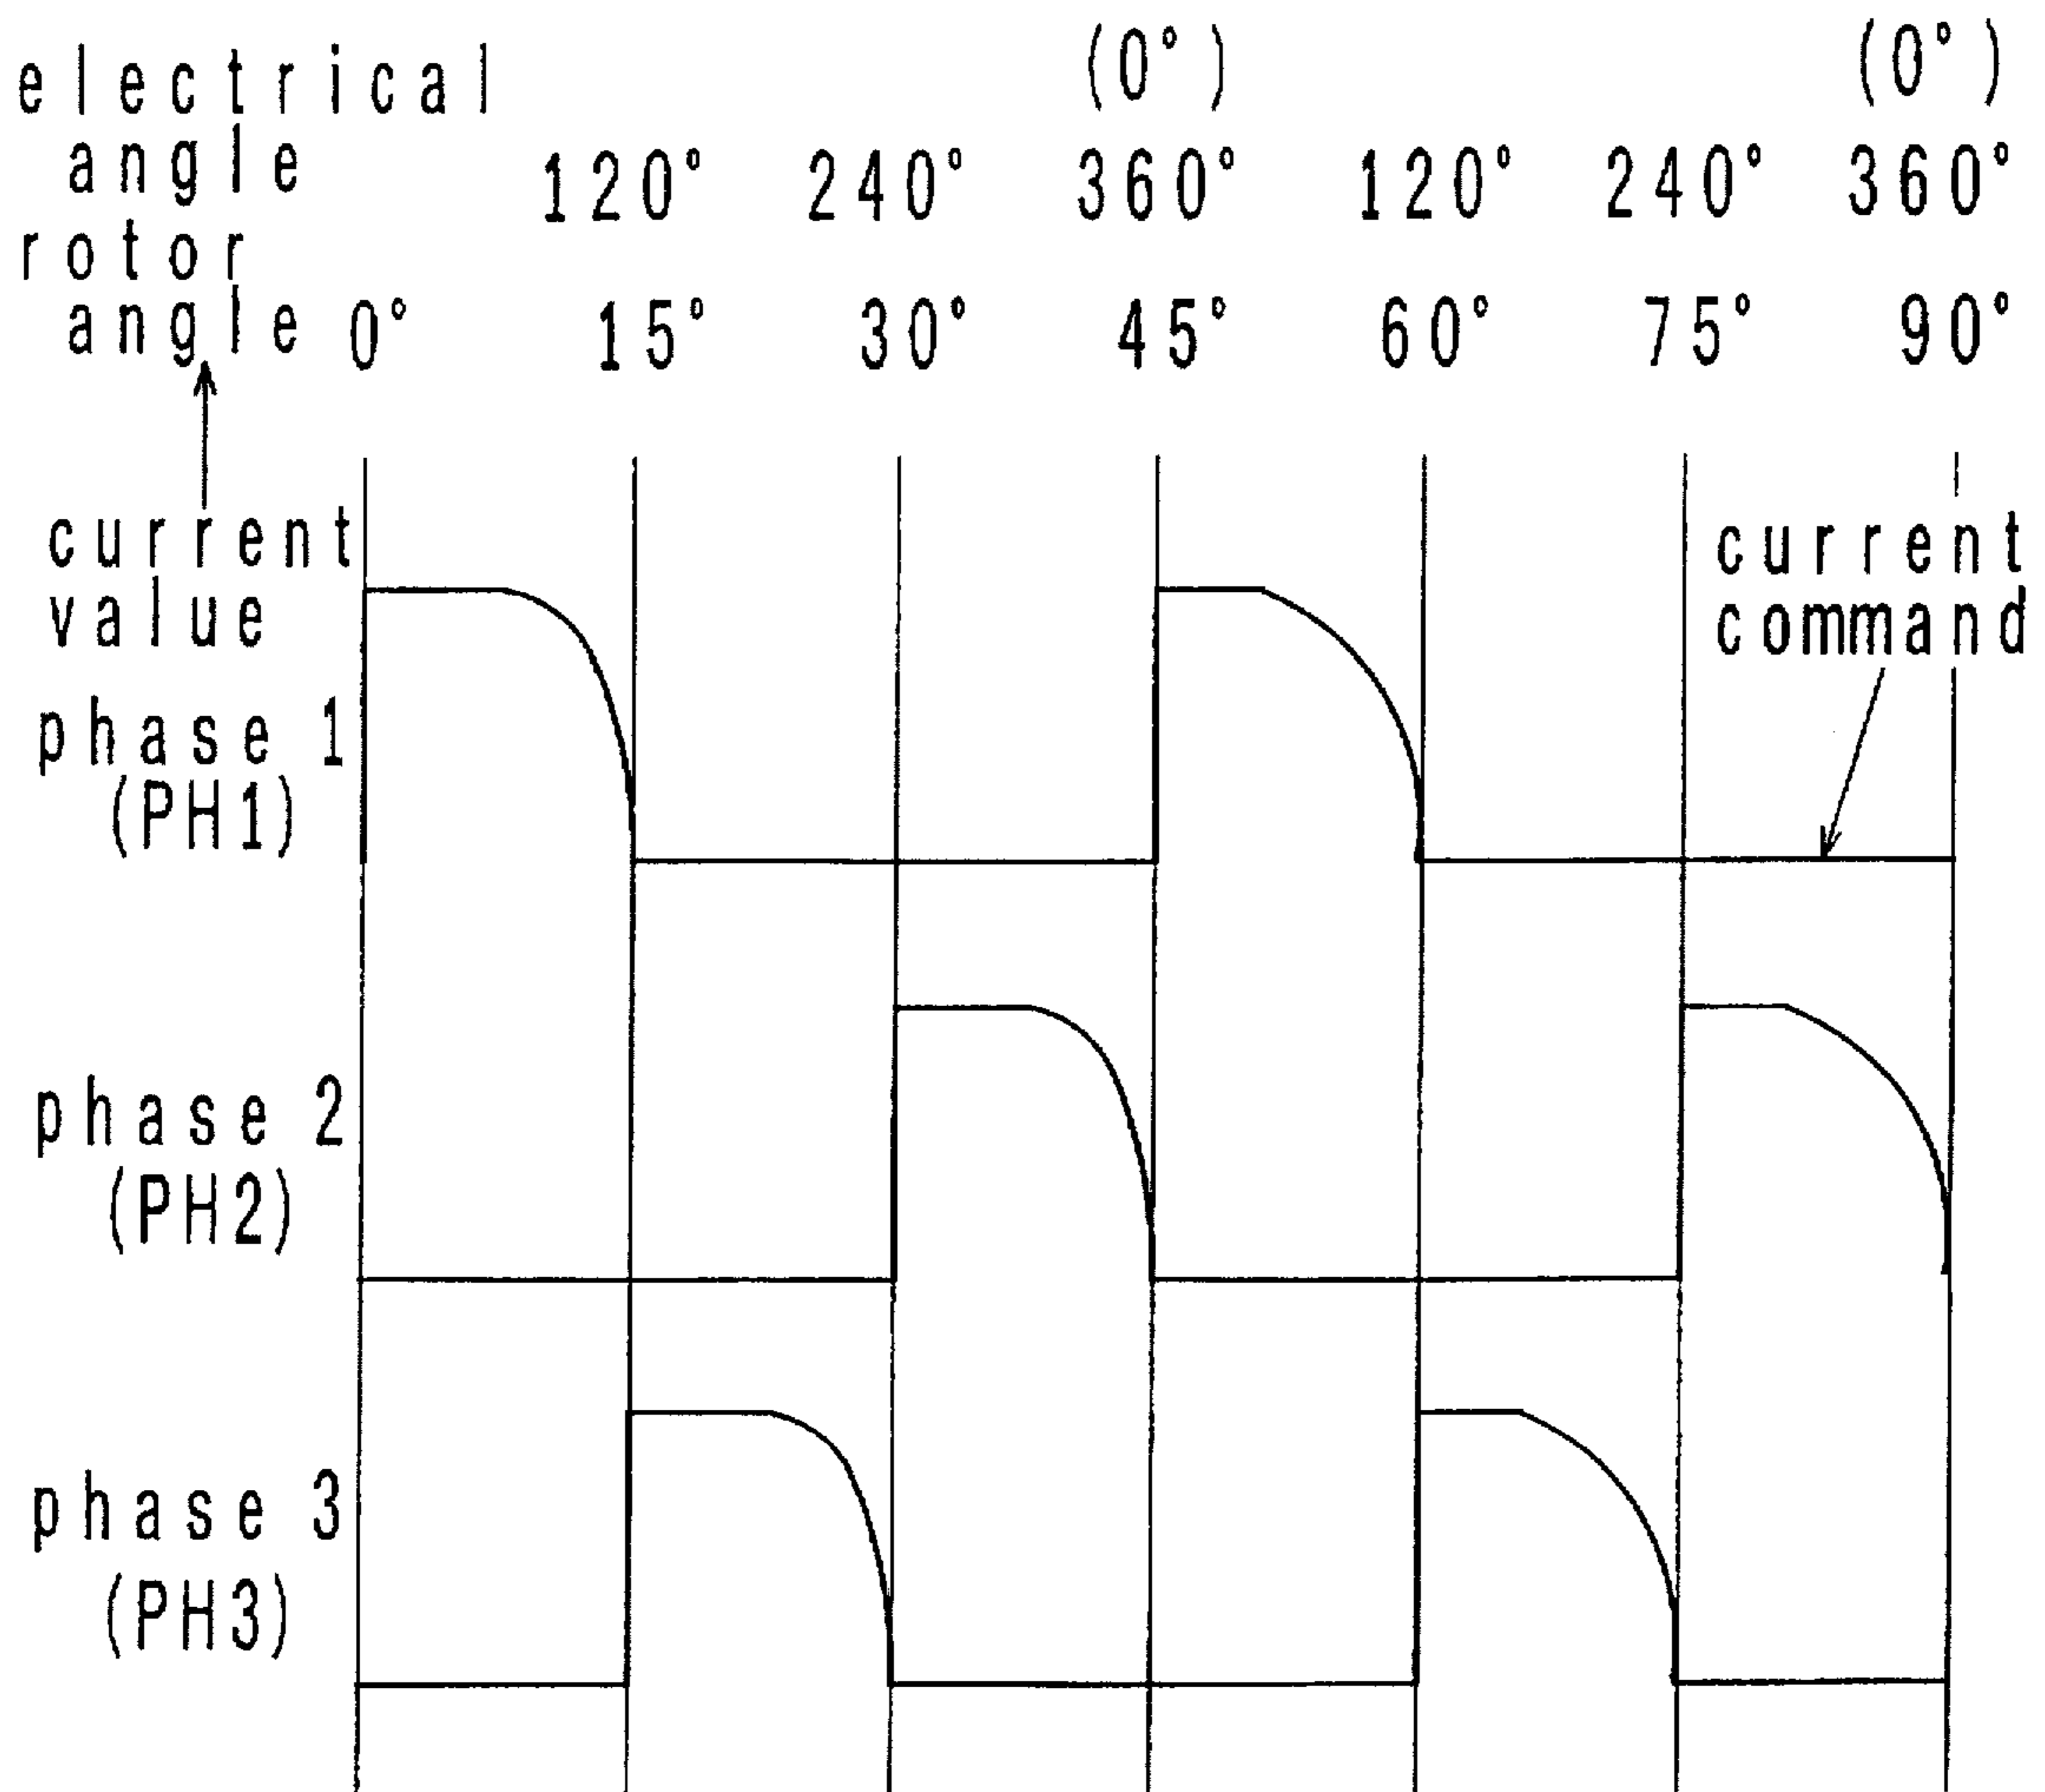 (0°) (0°)
electrical
angle 120° 240° 360° 120° 240° 360°
rotor
angle 0° 15° 30° 45° 60° 75° 90°
current
value
current
command
phase 1
(PH1)
phase 2
(PH2)
phase 3
(PH3)